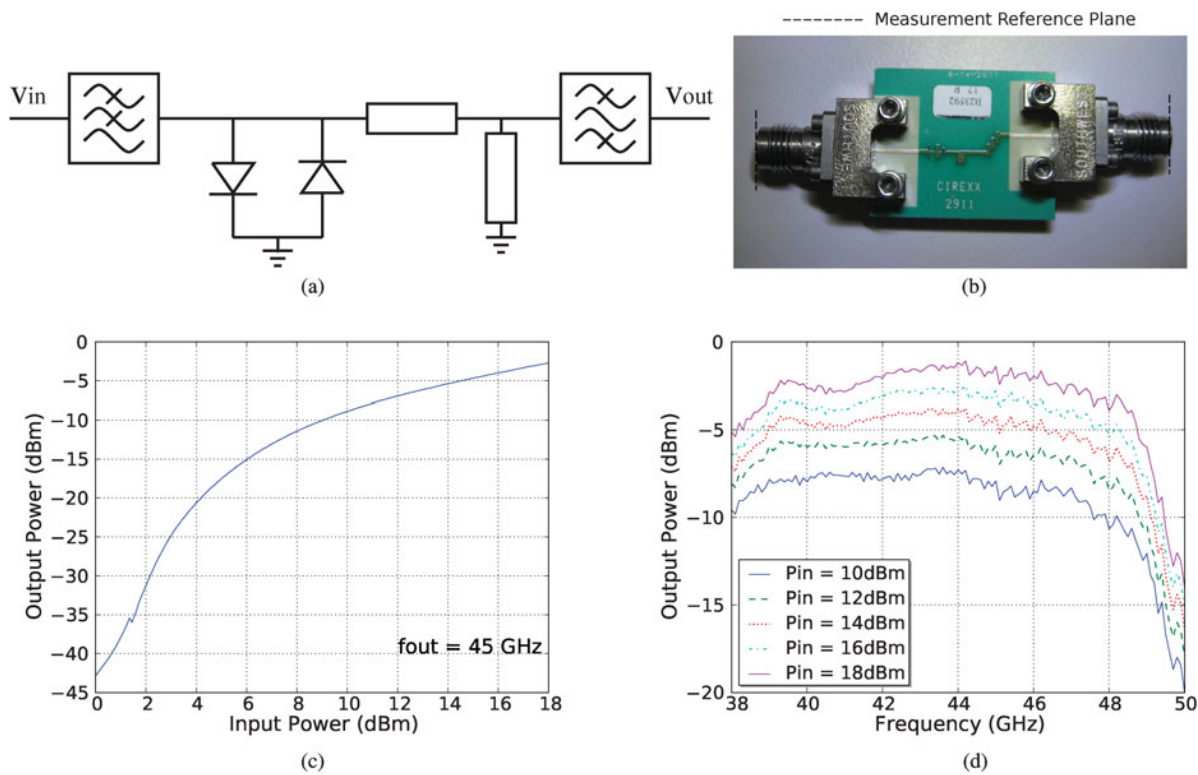 Measurement Reference Plane
Vin
Vout
(a)
CIREXX
2911
(b)
Output Power (dBm)
0
−5
−10
−15
−20
−25
−30
−35
−40
−45
fout = 45 GHz
0 2 4 6 8 10 12 14 16 18
Input Power (dBm)
(c)
Output Power (dBm)
0
−5
−10
−15
−20
Pin = 10dBm
Pin = 12dBm
Pin = 14dBm
Pin = 16dBm
Pin = 18dBm
38 40 42 44 46 48 50
Frequency (GHz)
(d)